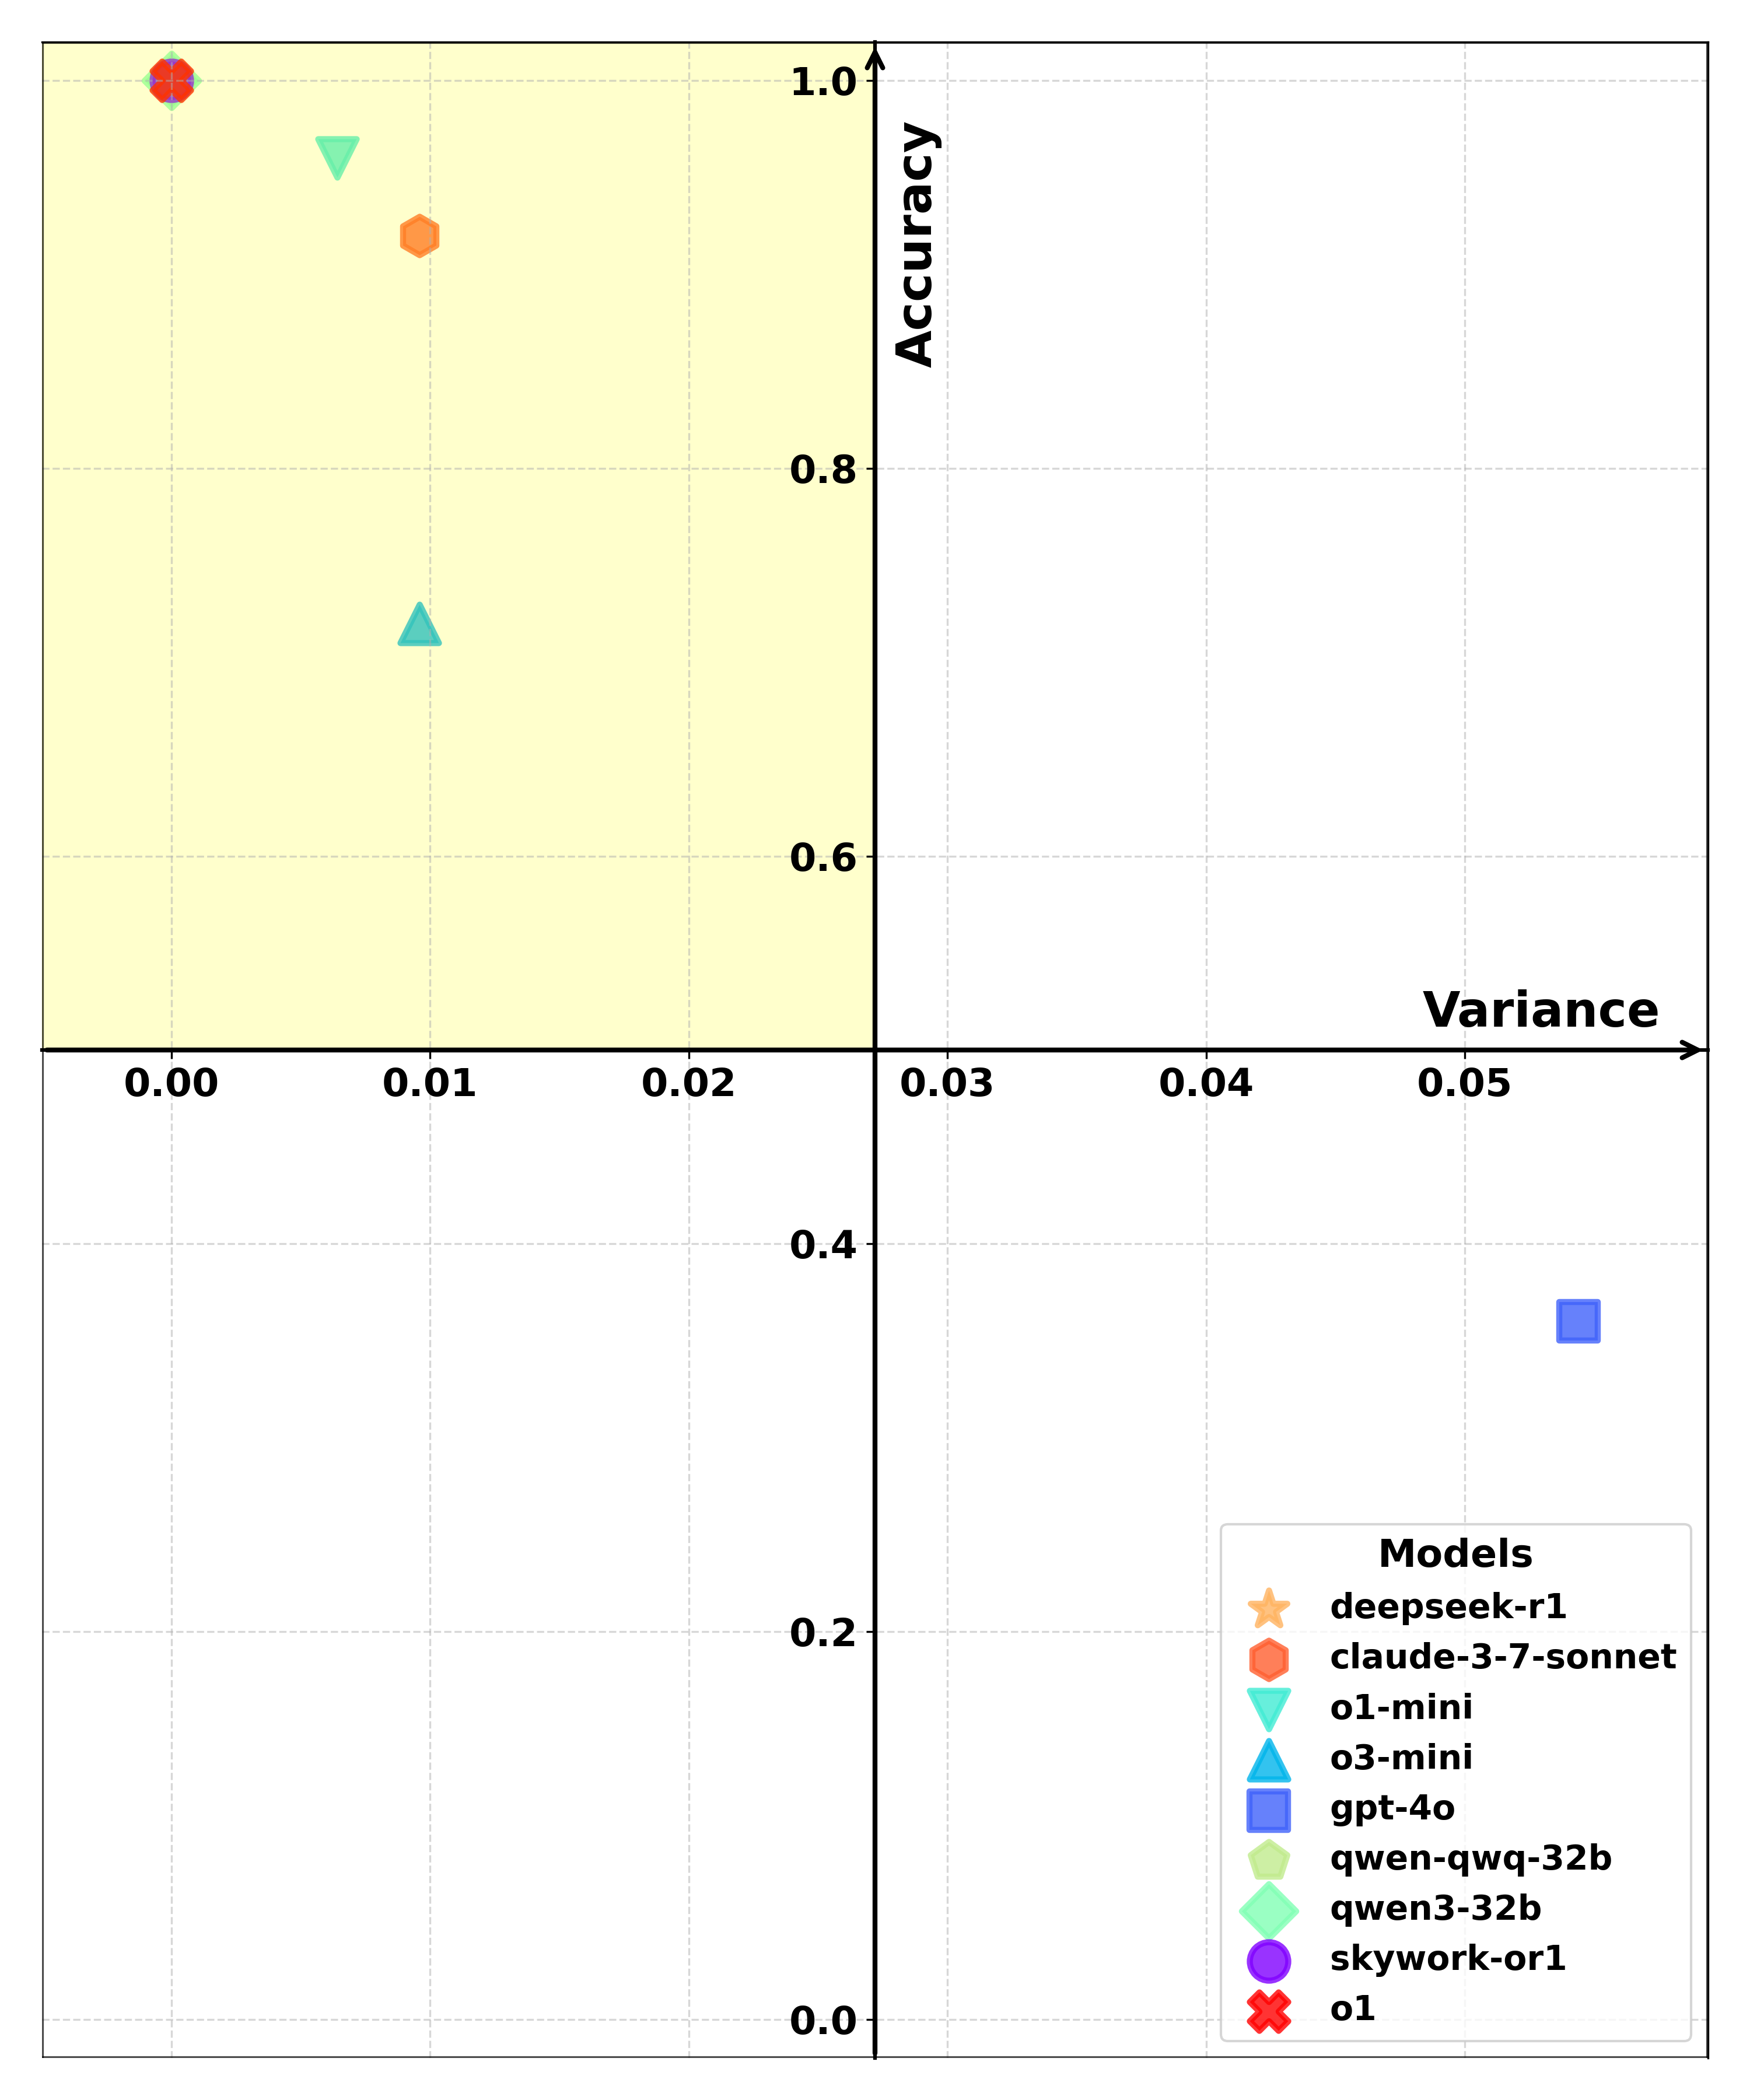 1.0
Accuracy
0.8
0.6
Variance
0.00
0.01
0.02
0.03
0.04
0.05
0.4
0.2
0.0
Models
deepseek-r1
claude-3-7-sonnet
o1-mini
o3-mini
gpt-4o
qwen-qwq-32b
qwen3-32b
skywork-or1
o1